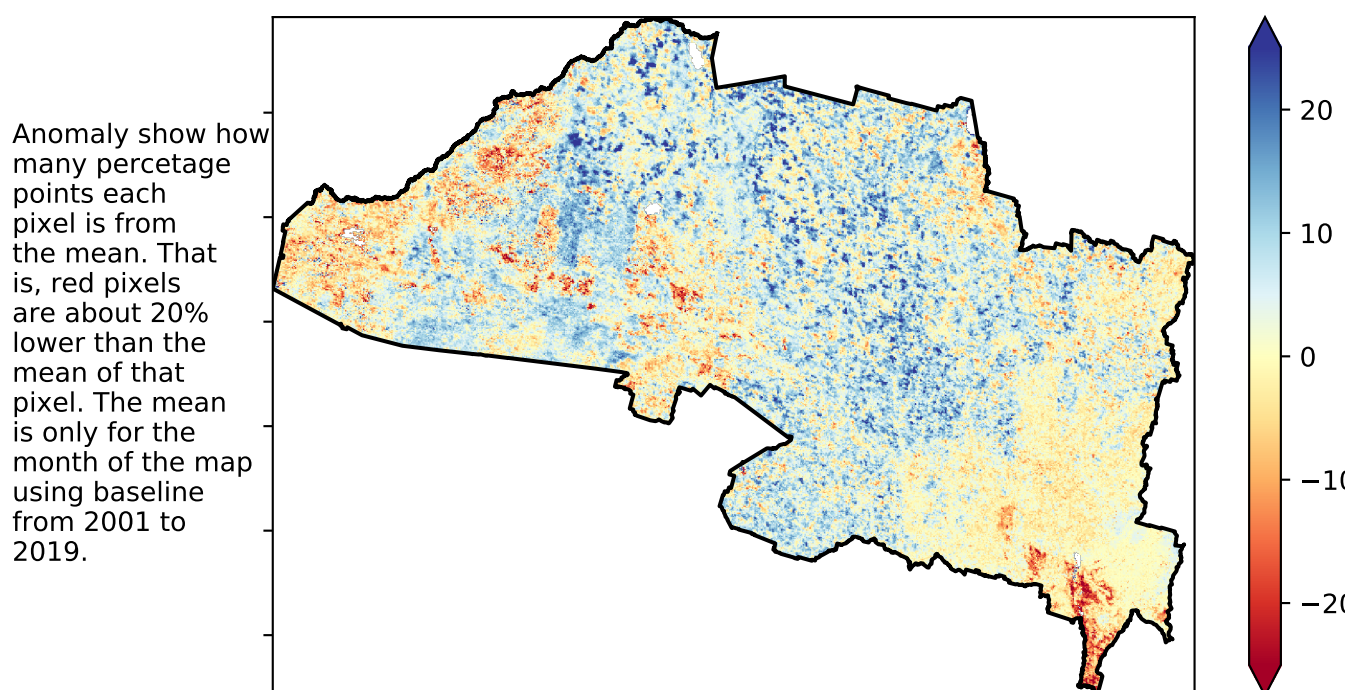 Anomaly show how
many percetage
points each
pixel is from
the mean. That
is, red pixels
are about 20%
lower than the
mean of that
pixel. The mean
is only for the
month of the map
using baseline
from 2001 to
2019.
20
10
0
−10
−20